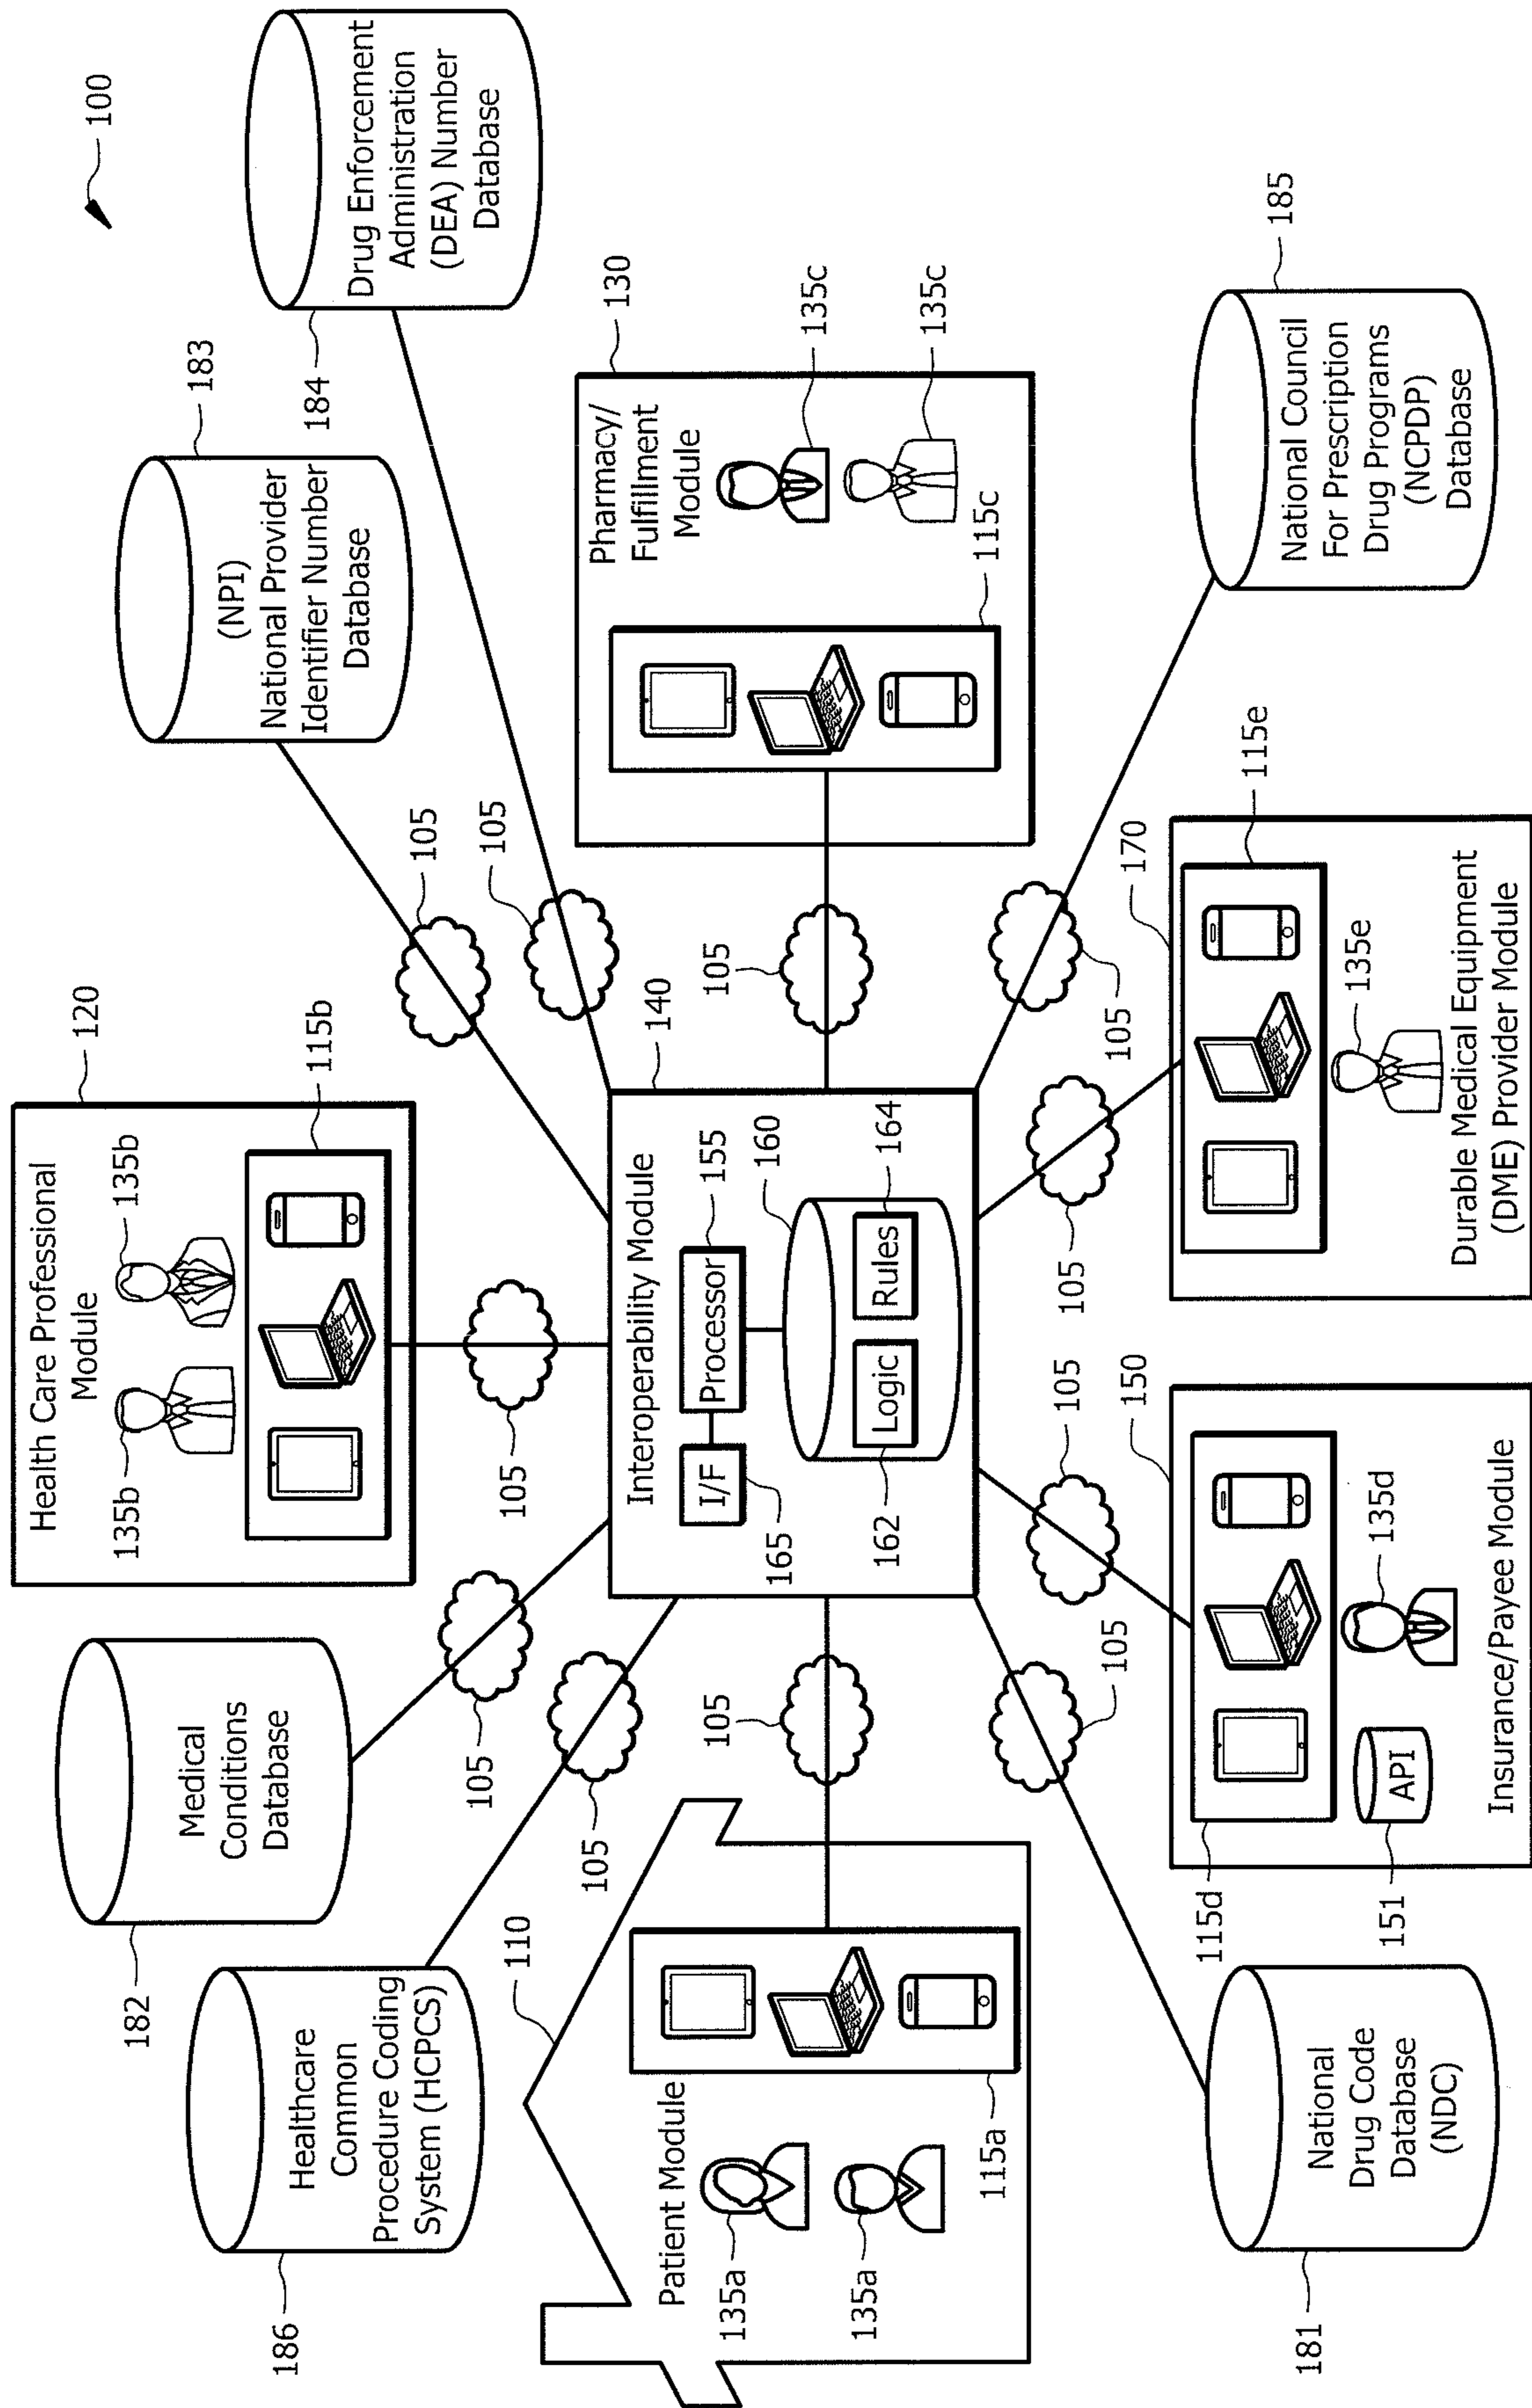 100
182
Medical
Conditions
Database
186
Healthcare
Common
Procedure Coding
System (HCPCS)
120
Health Care Professional
Module
135b
135b
115b
183
(NPI)
National Provider
Identifier Number
Database
184
Drug Enforcement
Administration
(DEA) Number
Database
105
105
105
105
105
110
Patient Module
135a
135a
115a
105
140
Interoperability Module
I/F
165
Processor
155
160
Logic
162
Rules
164
105
130
Pharmacy/
Fulfillment
Module
135c
135c
115c
105
105
105
105
181
National
Drug Code
Database
(NDC)
150
115d
135d
API
151
Insurance/Payee Module
170
115e
135e
Durable Medical Equipment
(DME) Provider Module
185
National Council
For Prescription
Drug Programs
(NCPDP)
Database